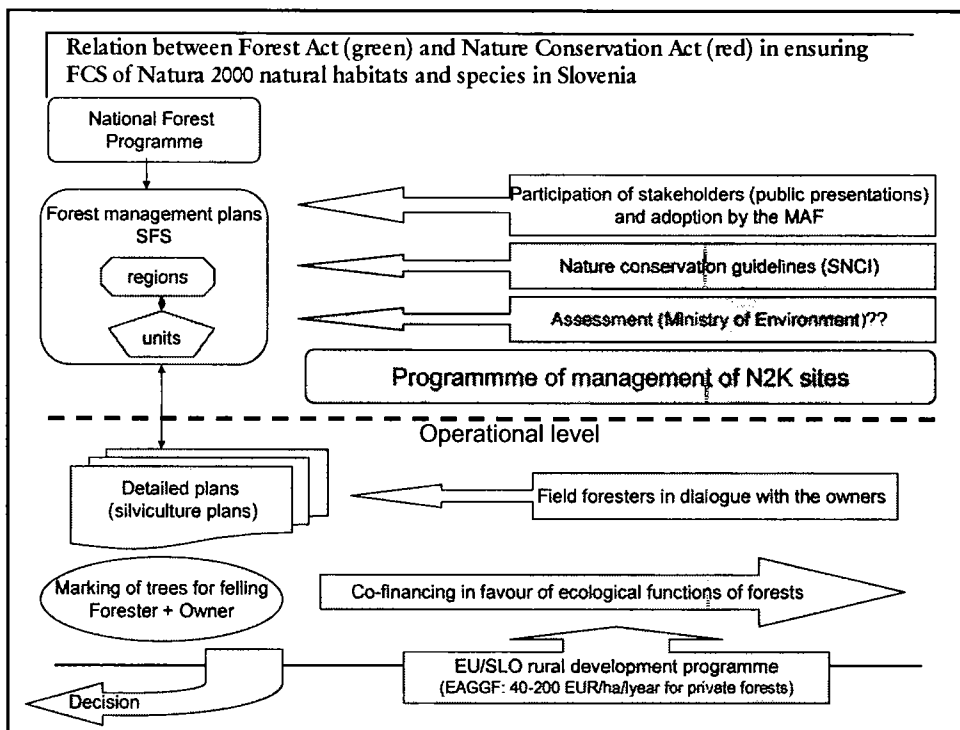 Relation between Forest Act (green) and Nature Conservation Act (red) in ensuring
FCS of Natura 2000 natural habitats and species in Slovenia
National Forest
Programme
Forest management plans
SFS
regions
units
Participation of stakeholders (public presentations)
and adoption by the MAF
Nature conservation guidelines (SNCI)
Assessment (Ministry of Environment)??
Programmme of management of N2K sites
Operational level
Detailed plans
(silviculture plans)
Field foresters in dialogue with the owners
Marking of trees for felling
Forester + Owner
Co-financing in favour of ecological functions of forests
EU/SLO rural development programme
(EAGGF: 40-200 EUR/ha/lyear for private forests)
Decision